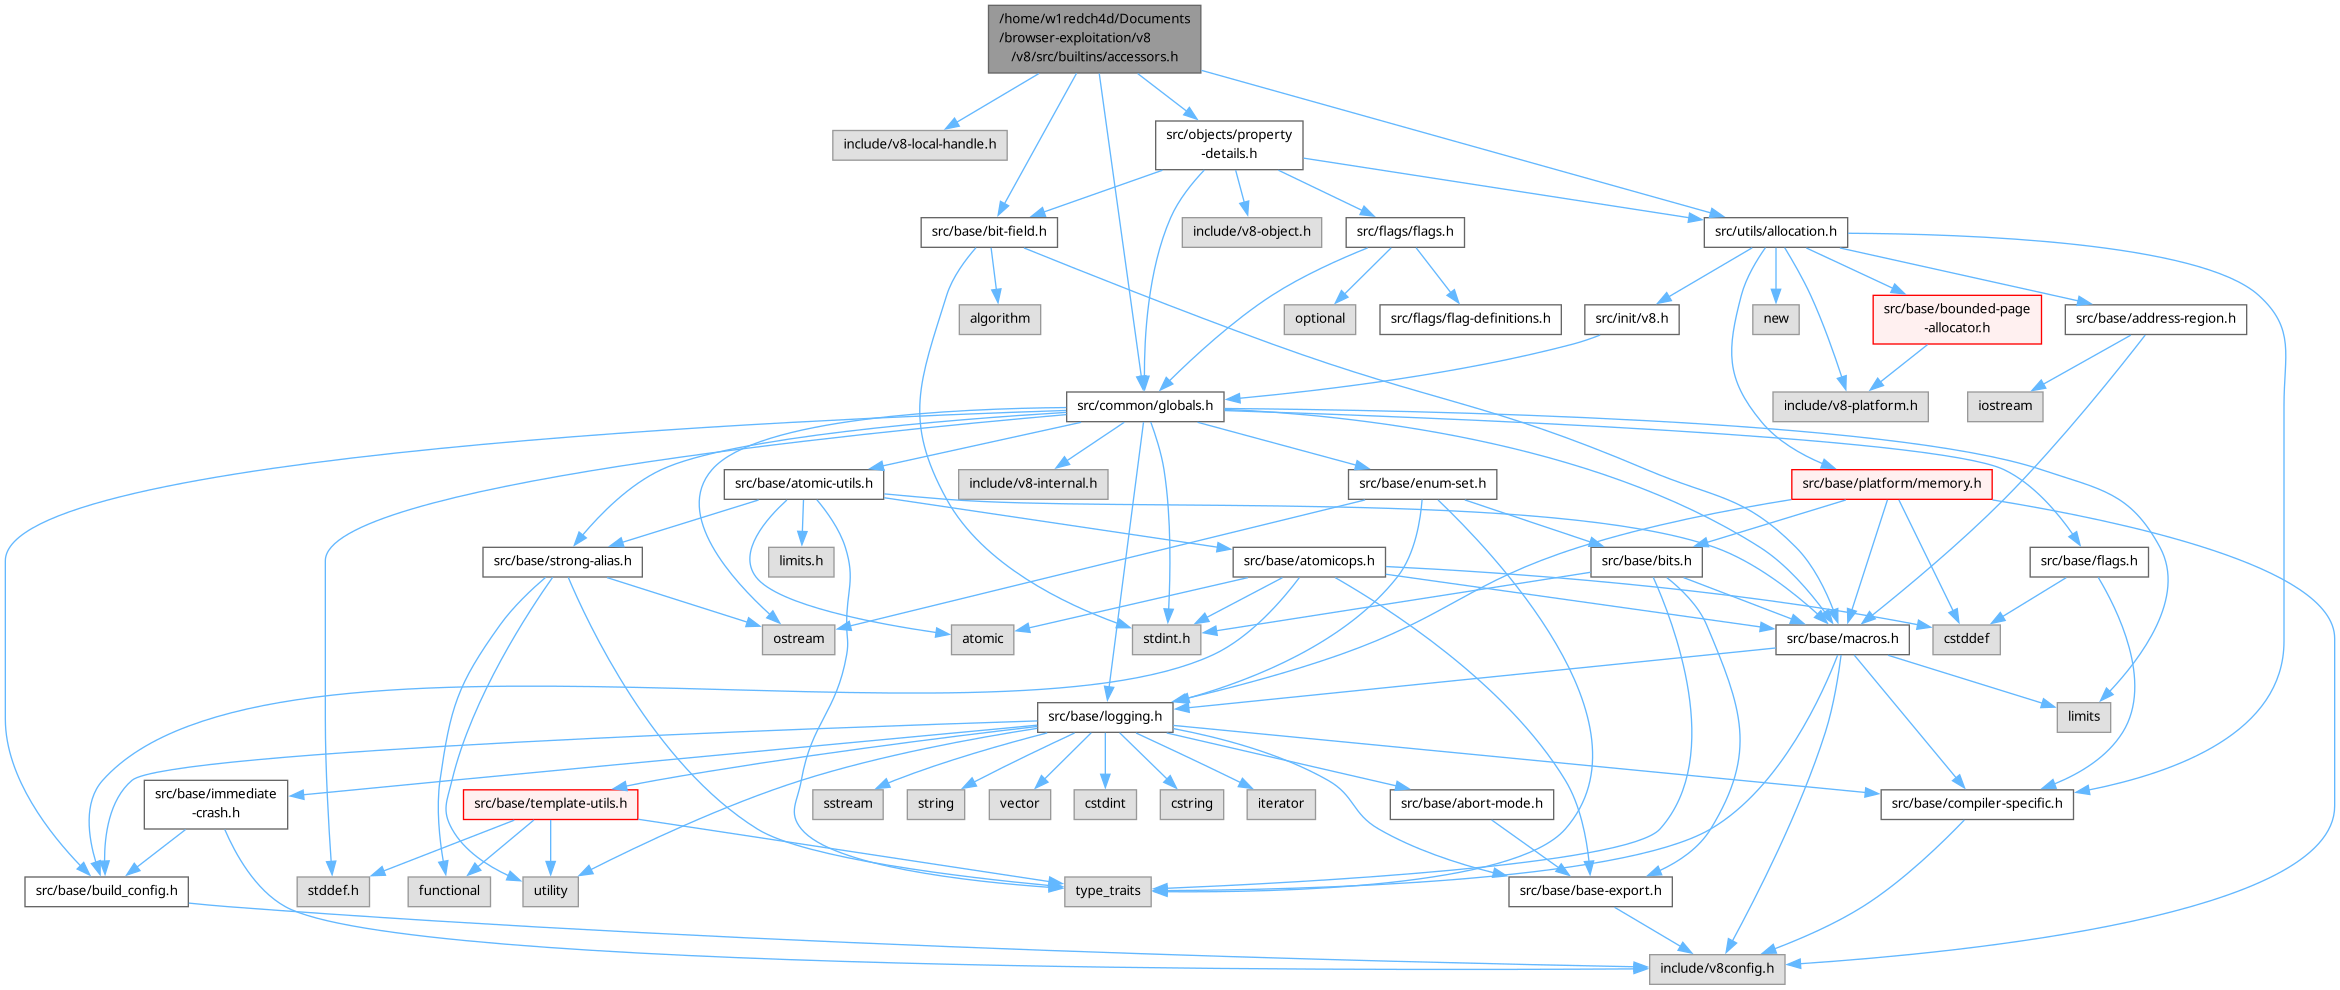 /home/w1redch4d/Documents
/browser-exploitation/v8
/v8/src/builtins/accessors.h
include/v8-local-handle.h
src/objects/property
-details.h
src/base/bit-field.h
include/v8-object.h
src/flags/flags.h
src/utils/allocation.h
algorithm
optional
src/flags/flag-definitions.h
src/init/v8.h
new
src/base/bounded-page
-allocator.h
src/base/address-region.h
src/common/globals.h
include/v8-platform.h
iostream
src/base/atomic-utils.h
include/v8-internal.h
src/base/enum-set.h
src/base/platform/memory.h
src/base/strong-alias.h
limits.h
src/base/atomicops.h
src/base/bits.h
src/base/flags.h
ostream
atomic
stdint.h
src/base/macros.h
cstddef
src/base/logging.h
limits
src/base/immediate
-crash.h
src/base/template-utils.h
sstream
string
vector
cstdint
cstring
iterator
src/base/abort-mode.h
src/base/compiler-specific.h
src/base/build_config.h
stddef.h
functional
utility
type_traits
src/base/base-export.h
include/v8config.h